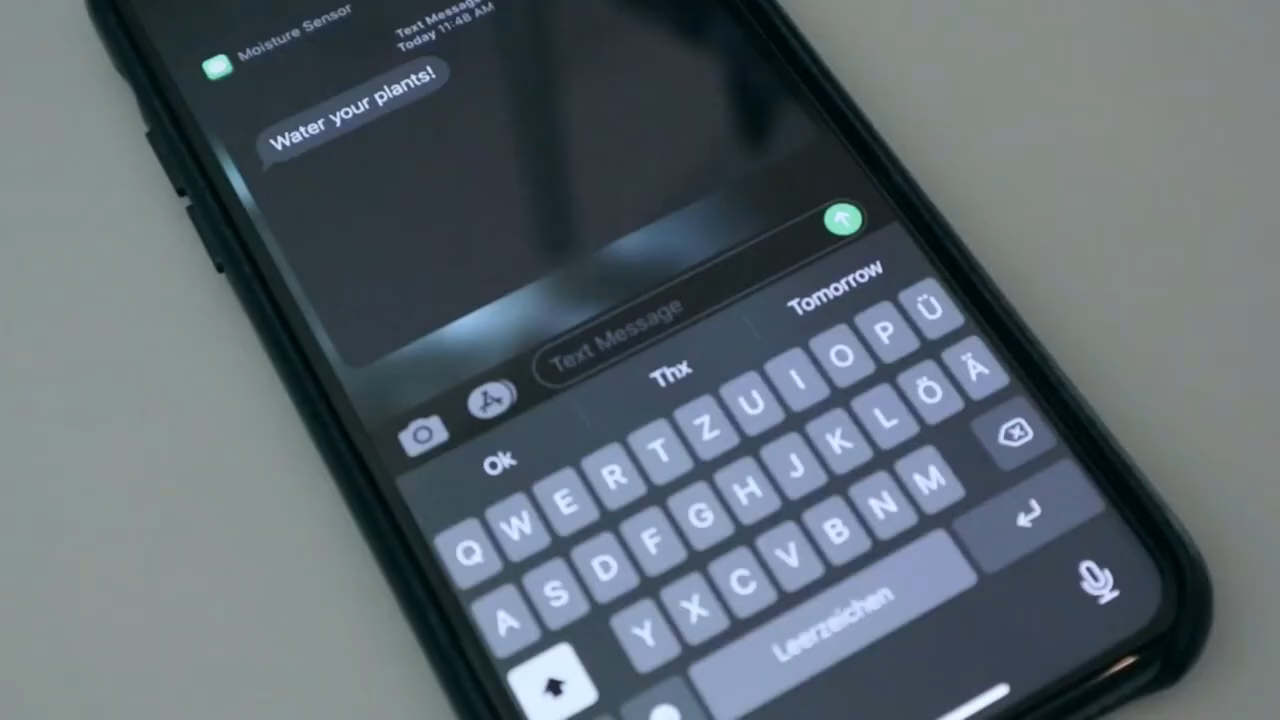 Moisture Sensor
Text Message
Today 11:48 AM
Water your plants!
Text Message
Ok Thx Tomorrow
Q W E R T Z U I O P Ü
A S D F G H J K L Ö Ä
Y X C V B N M
Leerzeichen